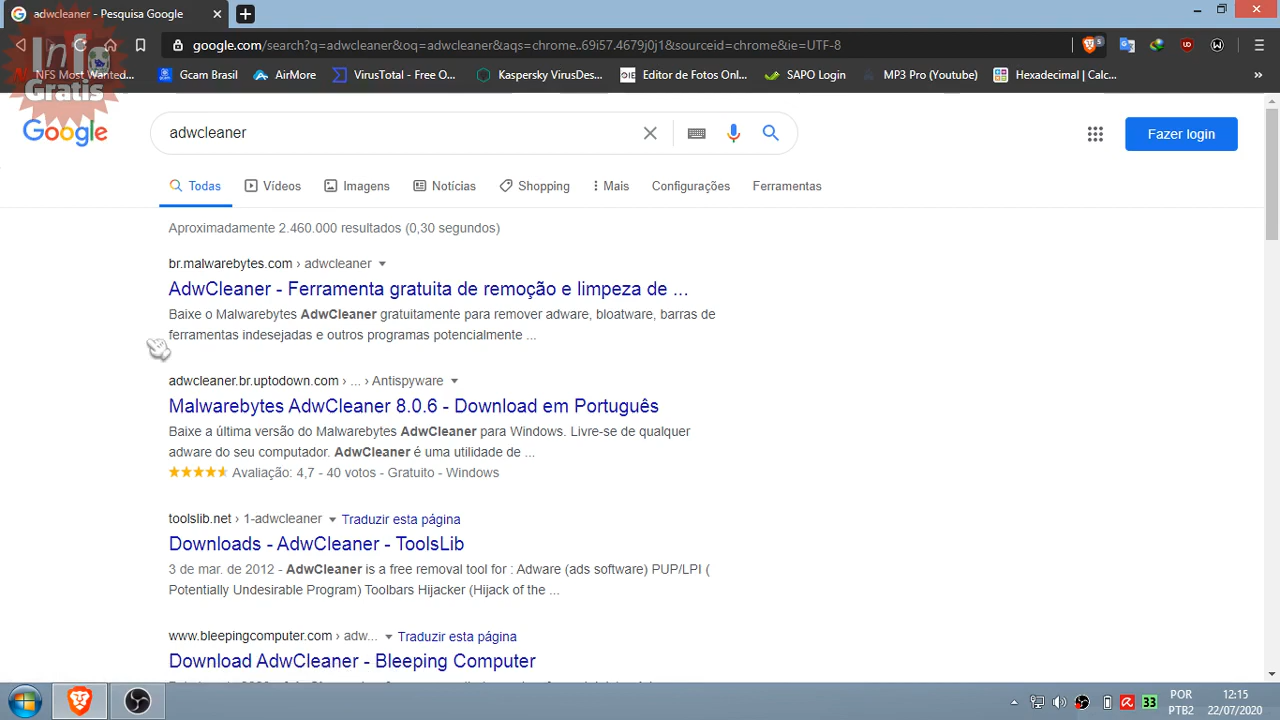 adwcleaner - Pesquisa Google
google.com/search?q=adwcleaner&oq=adwcleaner&aqs=chrome..69i57.4679j0j1&sourceid=chrome&ie=UTF-8
5
Info
Gratis
NFS Most Wanted...
Gcam Brasil
AirMore
VirusTotal - Free O...
Kaspersky VirusDes...
Editor de Fotos Onl...
SAPO Login
MP3 Pro (Youtube)
Hexadecimal | Calc...
»
Google
adwcleaner
Fazer login
Todas
Vídeos
Imagens
Notícias
Shopping
Mais
Configurações
Ferramentas
Aproximadamente 2.460.000 resultados (0,30 segundos)
br.malwarebytes.com › adwcleaner
AdwCleaner - Ferramenta gratuita de remoção e limpeza de ...
Baixe o Malwarebytes AdwCleaner gratuitamente para remover adware, bloatware, barras de
ferramentas indesejadas e outros programas potencialmente ...
adwcleaner.br.uptodown.com › ... › Antispyware
Malwarebytes AdwCleaner 8.0.6 - Download em Português
Baixe a última versão do Malwarebytes AdwCleaner para Windows. Livre-se de qualquer
adware do seu computador. AdwCleaner é uma utilidade de ...
Avaliação: 4,7 - 40 votos - Gratuito - Windows
toolslib.net › 1-adwcleaner Traduzir esta página
Downloads - AdwCleaner - ToolsLib
3 de mar. de 2012 - AdwCleaner is a free removal tool for : Adware (ads software) PUP/LPI (
Potentially Undesirable Program) Toolbars Hijacker (Hijack of the ...
www.bleepingcomputer.com › adw... Traduzir esta página
Download AdwCleaner - Bleeping Computer
33
POR
PTB2
12:15
22/07/2020